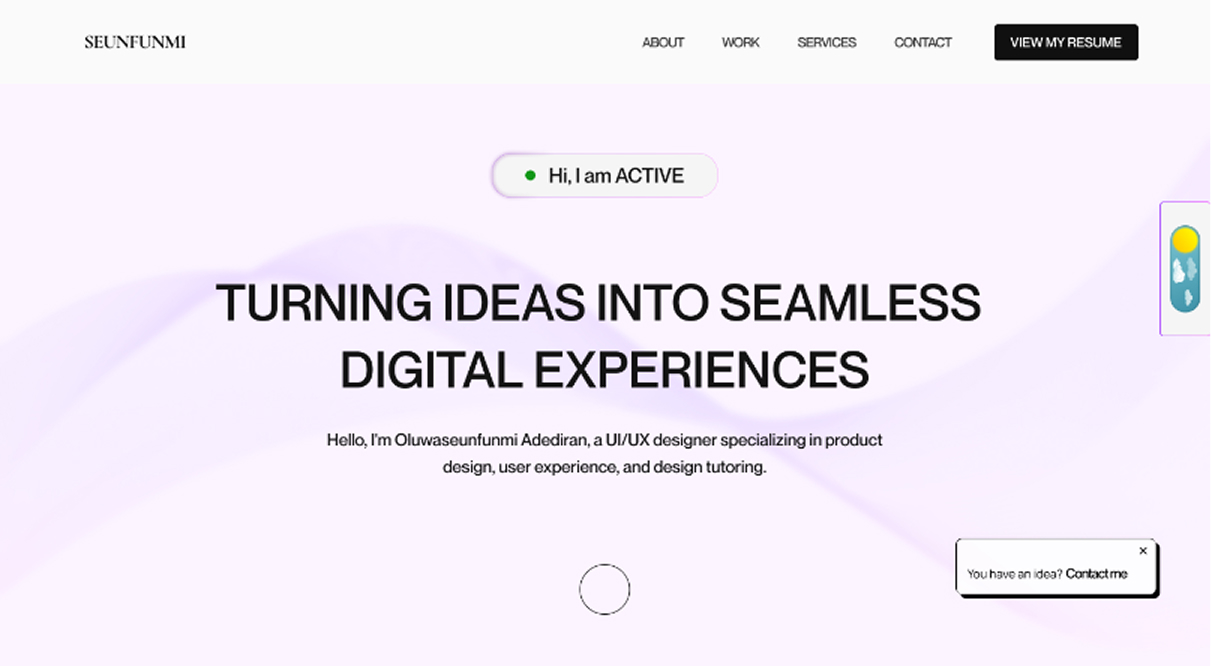 SEUNFUNMI
ABOUT
WORK
SERVICES
CONTACT
VIEW MY RESUME
Hi, I am ACTIVE
TURNING IDEAS INTO SEAMLESS
DIGITAL EXPERIENCES
Hello, I'm Oluwaseunfunmi Adediran, a UI/UX designer specializing in product
design, user experience, and design tutoring.
You have an idea? Contact me